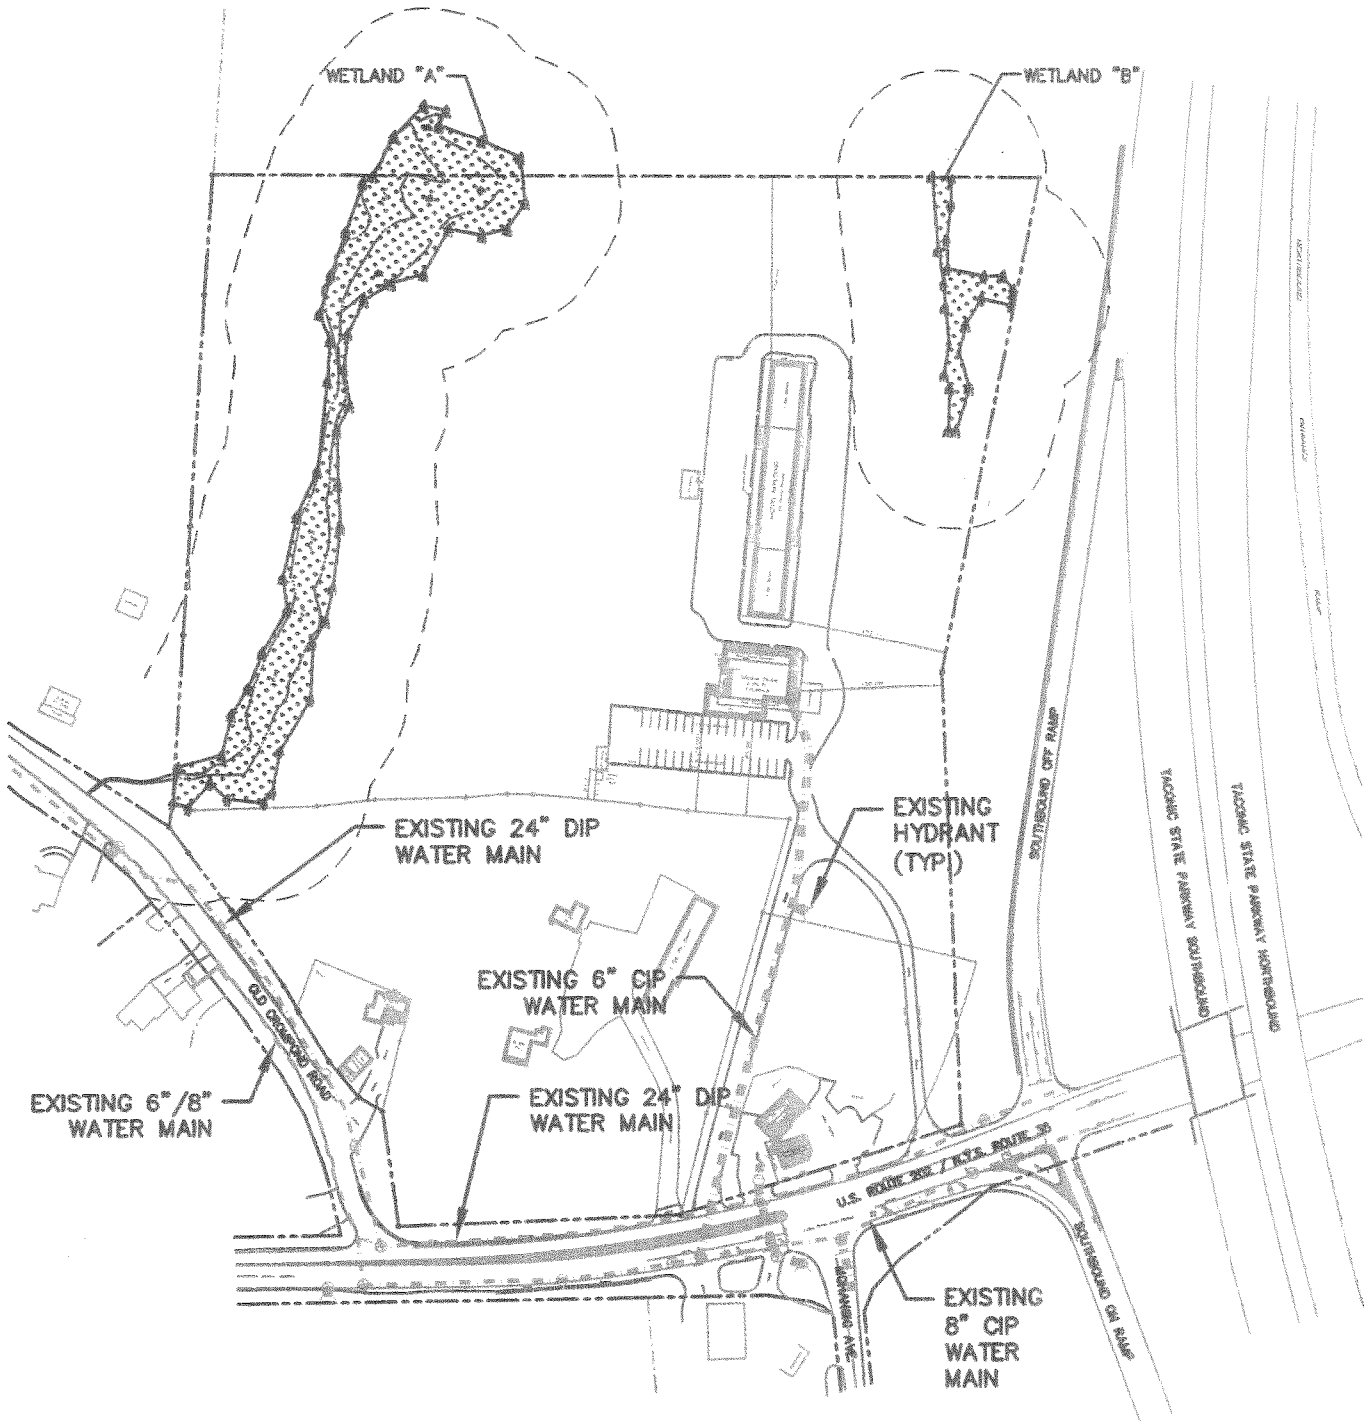 WETLAND "A"
WETLAND "B"
EXISTING
HYDRANT
(TYP.)
EXISTING 24" DIP
WATER MAIN
SOUTHBOUND OFF RAMP
TACONIC STATE PARKWAY SOUTHBOUND
TACONIC STATE PARKWAY NORTHBOUND
EXISTING 6" CIP
WATER MAIN
OLD CROMPOND ROAD
EXISTING 6"/8"
WATER MAIN
EXISTING 24" DIP
WATER MAIN
U.S. ROUTE 202 / N.Y.S. ROUTE 35
SOUTHBOUND ON RAMP
MOHANSIC AVE.
EXISTING
8" CIP
WATER
MAIN
RAMP